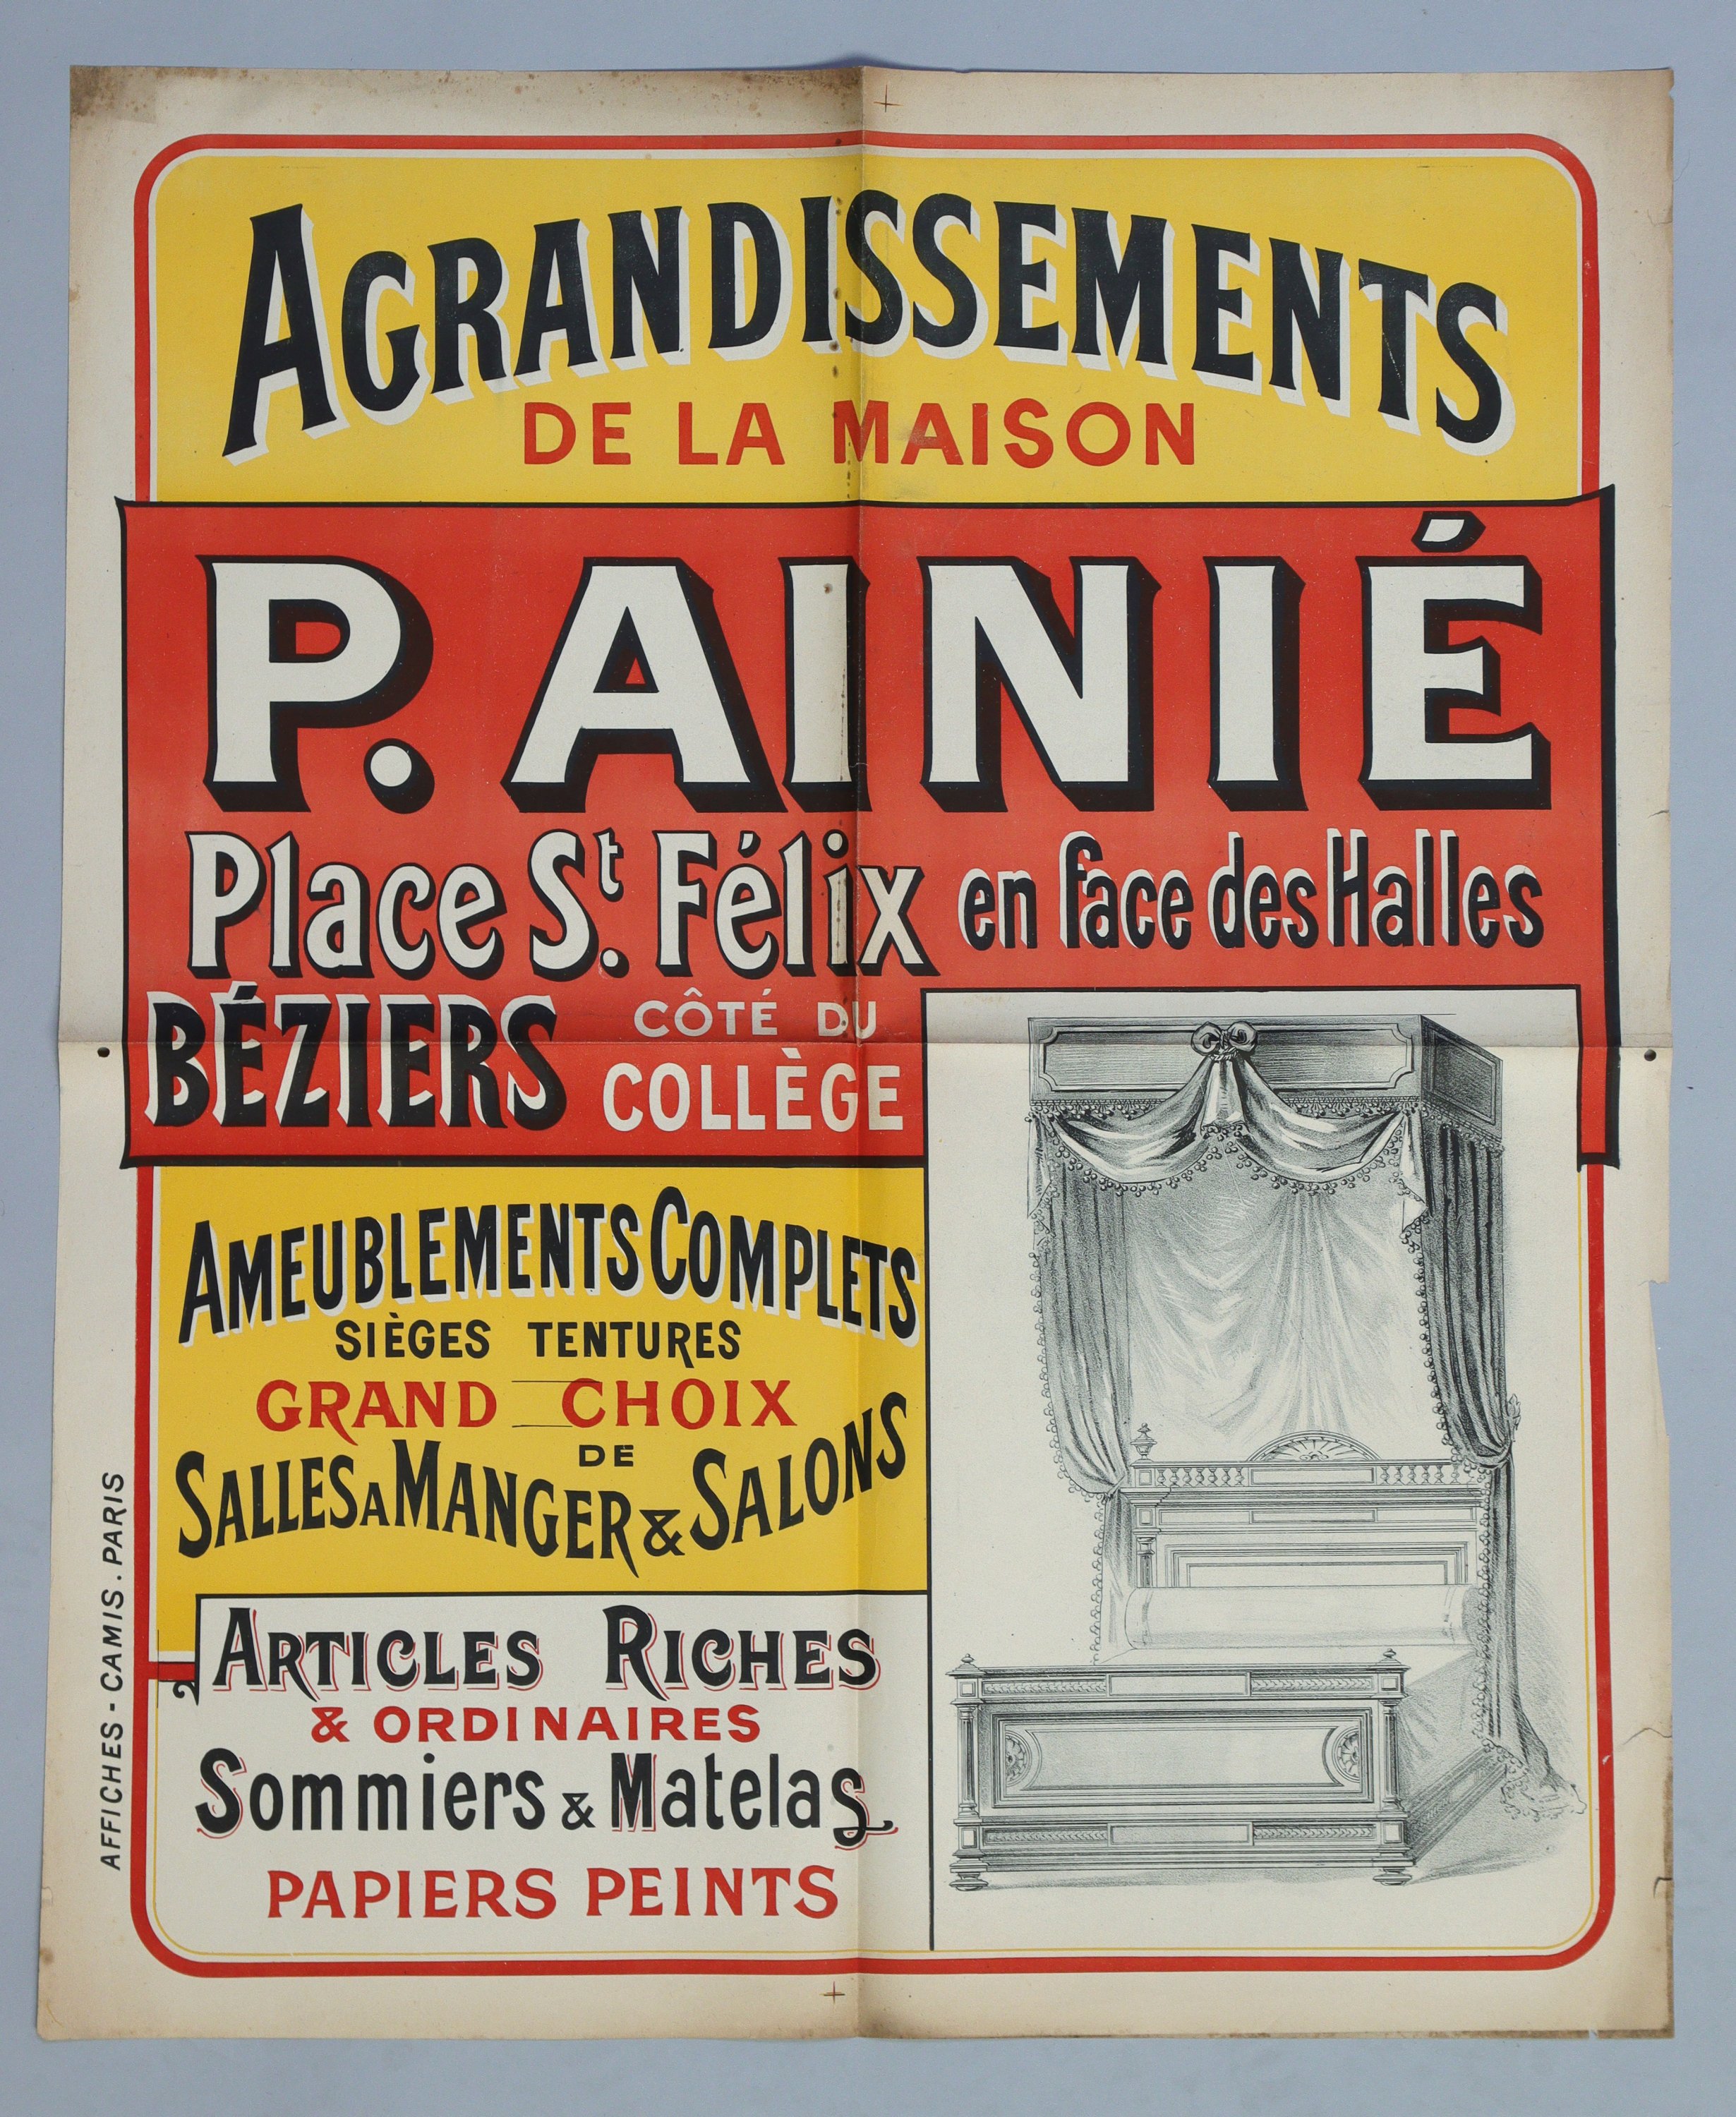 AGRANDISSEMENTS
DE LA MAISON
P. AINIÉ
Place St. Félix en face des Halles
BÉZIERS CÔTÉ DU
COLLÈGE
AMEUBLEMENTS COMPLETS
SIÈGES TENTURES
GRAND CHOIX
DE
SALLES A MANGER & SALONS
ARTICLES RICHES
& ORDINAIRES
Sommiers & Matelas
PAPIERS PEINTS
AFFICHES - CAMIS. PARIS